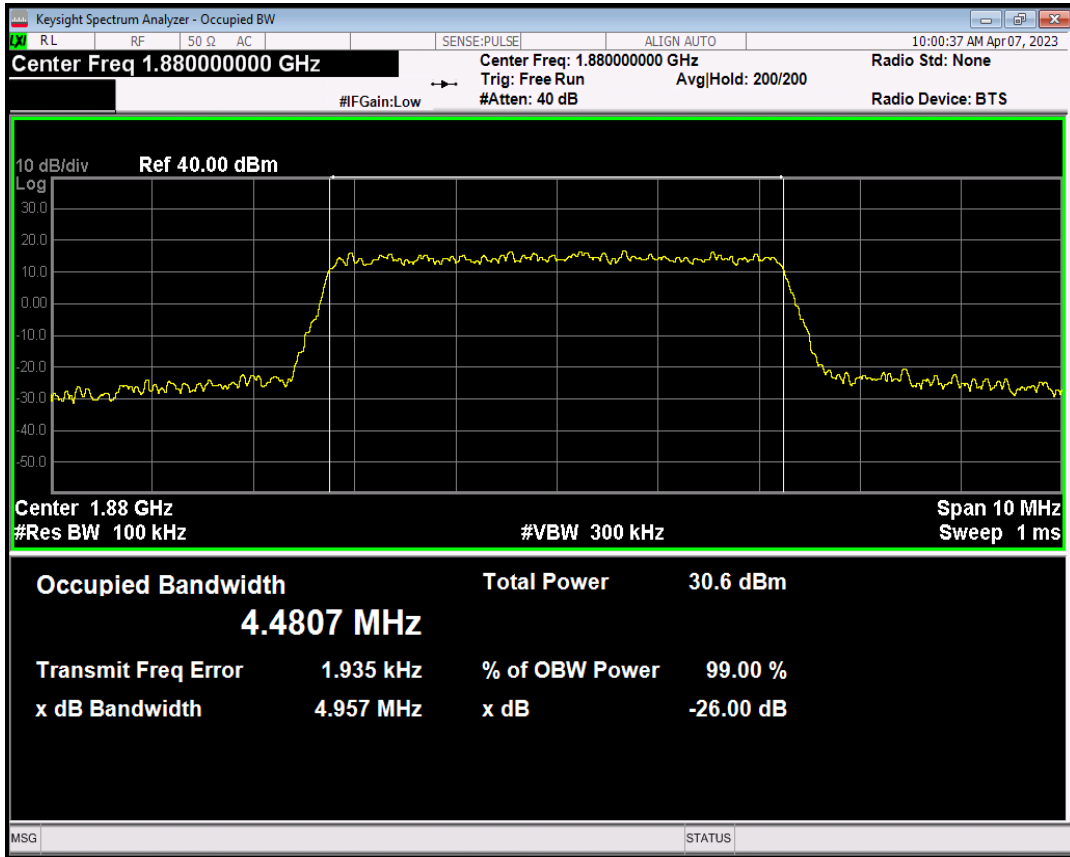 Keysight Spectrum Analyzer - Occupied BW
LXI RL RF 50 Ω AC SENSE:PULSE ALIGN AUTO 10:00:37 AM Apr 07, 2023
Center Freq 1.880000000 GHz Center Freq: 1.880000000 GHz Radio Std: None
Trig: Free Run Avg|Hold: 200/200
#IFGain:Low #Atten: 40 dB Radio Device: BTS
10 dB/div Ref 40.00 dBm
Log
30.0
20.0
10.0
0.00
-10.0
-20.0
-30.0
-40.0
-50.0
Center 1.88 GHz Span 10 MHz
#Res BW 100 kHz #VBW 300 kHz Sweep 1 ms
Occupied Bandwidth Total Power 30.6 dBm
4.4807 MHz
Transmit Freq Error 1.935 kHz % of OBW Power 99.00 %
x dB Bandwidth 4.957 MHz x dB -26.00 dB
MSG STATUS